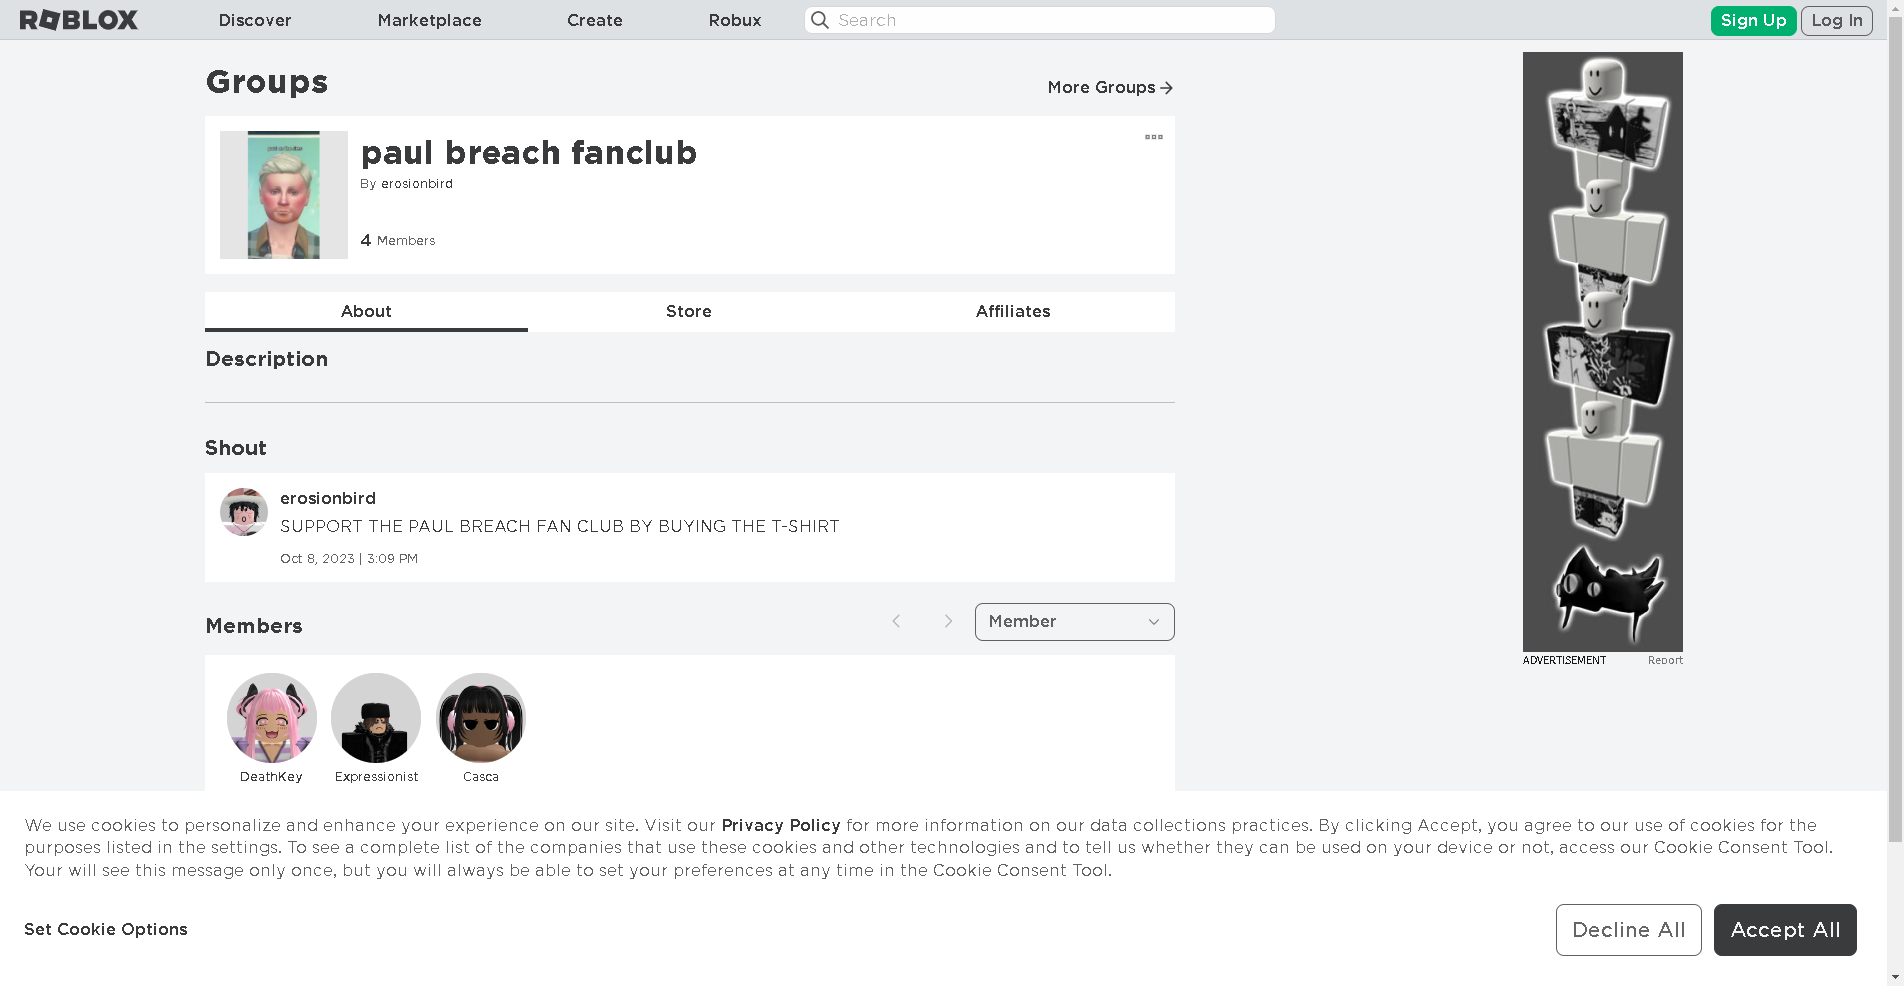 ROBLOX
Discover
Marketplace
Create
Robux
Search
Sign Up
Log In
Groups
More Groups
paul breach fanclub
By erosionbird
4 Members
About
Store
Affiliates
Description
Shout
erosionbird
SUPPORT THE PAUL BREACH FAN CLUB BY BUYING THE T-SHIRT
Oct 8, 2023 | 3:09 PM
Members
Member
DeathKey
Expressionist
Casca
ADVERTISEMENT
Report
We use cookies to personalize and enhance your experience on our site. Visit our Privacy Policy for more information on our data collections practices. By clicking Accept, you agree to our use of cookies for the
purposes listed in the settings. To see a complete list of the companies that use these cookies and other technologies and to tell us whether they can be used on your device or not, access our Cookie Consent Tool.
Your will see this message only once, but you will always be able to set your preferences at any time in the Cookie Consent Tool.
Set Cookie Options
Decline All
Accept All